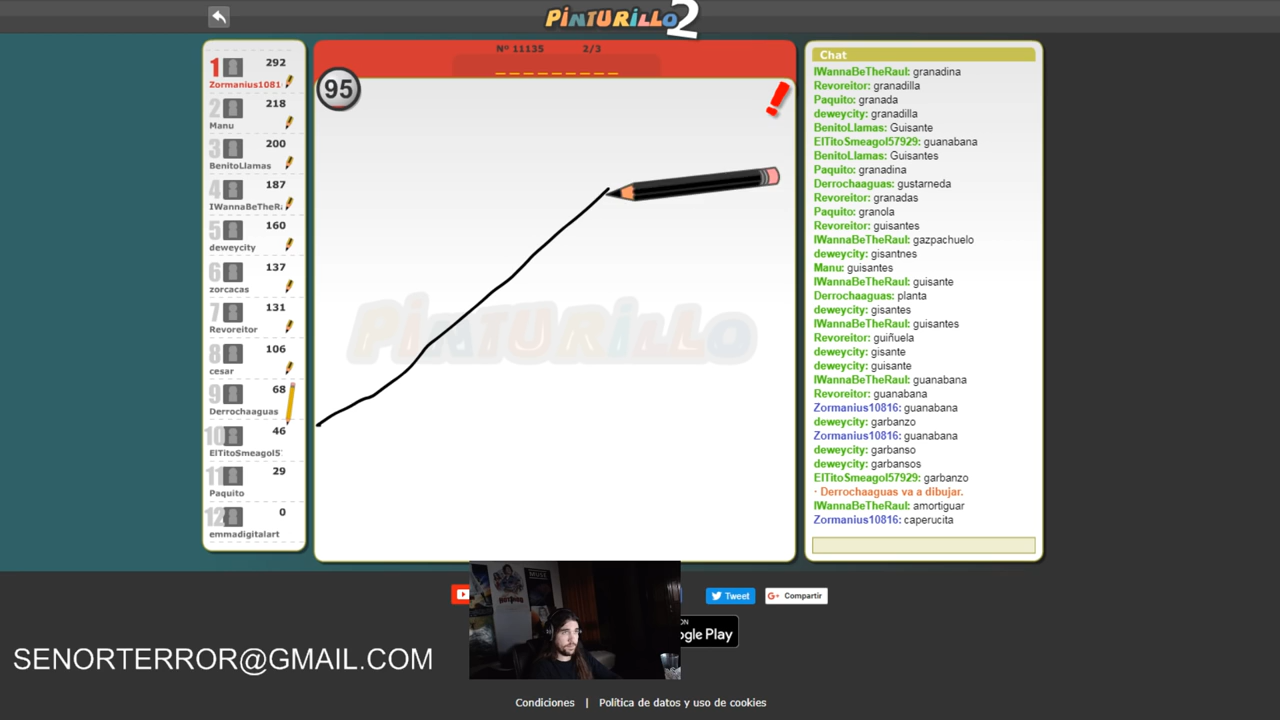 PiNTURiLLO2
Nº 11135 2/3
95
1 292
Zormanius1081
2 218
Manu
3 200
BenitoLlamas
4 187
IWannaBeTheRa
5 160
deweycity
6 137
zorcacas
7 131
Revoreitor
8 106
cesar
9 68
Derrochaaguas
10 46
ElTitoSmeagol5
11 29
Paquito
12 0
emmadigitalart
PiNTURiLLO
Chat
IWannaBeTheRaul: granadina
Revoreitor: granadilla
Paquito: granada
deweycity: granadilla
BenitoLlamas: Guisante
ElTitoSmeagol57929: guanabana
BenitoLlamas: Guisantes
Paquito: granadina
Derrochaaguas: gustarneda
Revoreitor: granadas
Paquito: granola
Revoreitor: guisantes
IWannaBeTheRaul: gazpachuelo
deweycity: gisantnes
Manu: guisantes
IWannaBeTheRaul: guisante
Derrochaaguas: planta
deweycity: gisantes
IWannaBeTheRaul: guisantes
Revoreitor: guiñuela
deweycity: gisante
deweycity: guisante
IWannaBeTheRaul: guanabana
Revoreitor: guanabana
Zormanius10816: guanabana
deweycity: garbanzo
Zormanius10816: guanabana
deweycity: garbanso
deweycity: garbansos
ElTitoSmeagol57929: garbanzo
· Derrochaaguas va a dibujar.
IWannaBeTheRaul: amortiguar
Zormanius10816: caperucita
Tweet
G+ Compartir
MUSE
ON
ogle Play
SENORTERROR@GMAIL.COM
Condiciones | Política de datos y uso de cookies